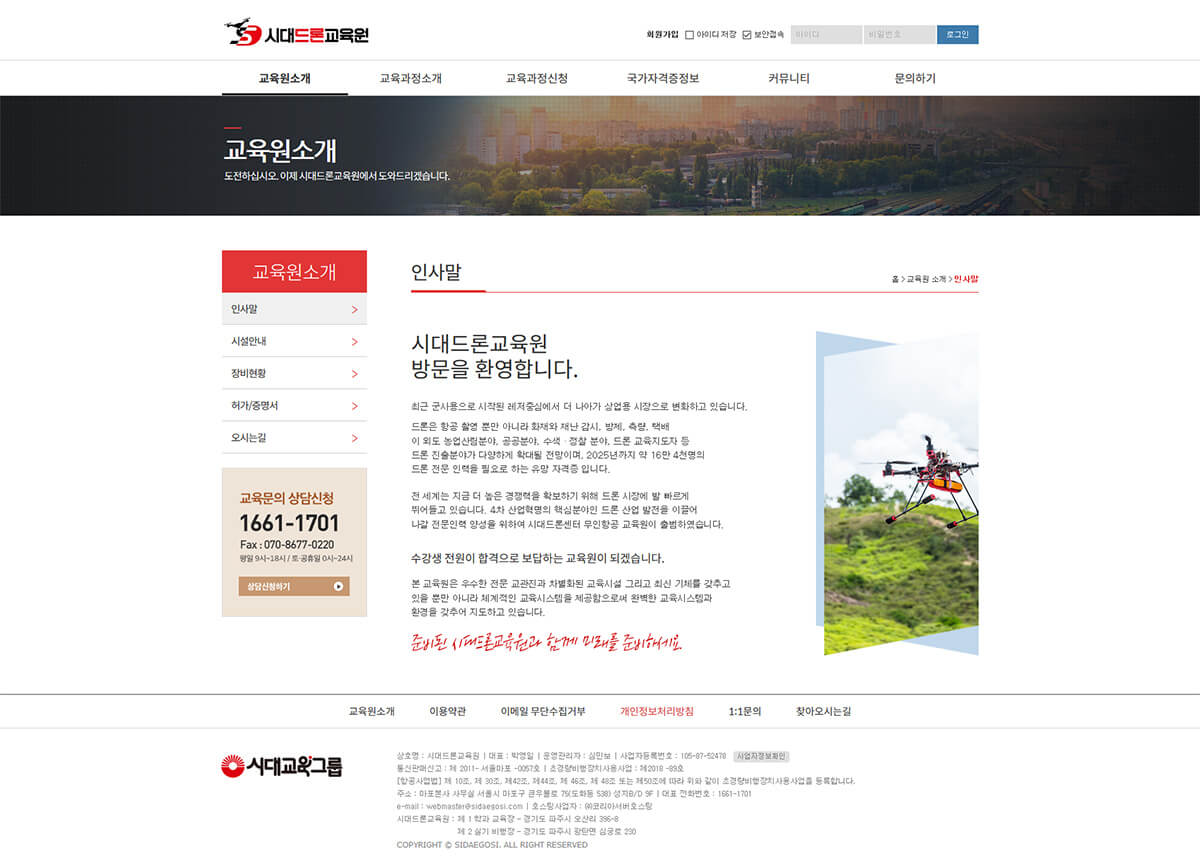 시대드론교육원
회원가입 아이디 저장 보안접속 아이디 비밀번호 로그인
교육원소개 교육과정소개 교육과정신청 국가자격증정보 커뮤니티 문의하기
교육원소개
도전하십시오. 이제 시대드론교육원에서 도와드리겠습니다.
교육원소개
인사말
시설안내
장비현황
허가/증명서
오시는길
교육문의 상담신청
1661-1701
Fax : 070-8677-0220
평일 9시~18시 / 토·공휴일 0시~24시
상담신청하기
인사말
홈 > 교육원 소개 > 인사말
시대드론교육원
방문을 환영합니다.
최근 군사용으로 시작된 레저중심에서 더 나아가 상업용 시장으로 변화하고 있습니다.
드론은 항공 촬영 뿐만 아니라 화재와 재난 감시, 방제, 측량, 택배
이 외도 농업산림분야, 공공분야, 수색·정찰 분야, 드론 교육지도자 등
드론 진출분야가 다양하게 확대될 전망이며, 2025년까지 약 16만 4천명의
드론 전문 인력을 필요로 하는 유망 자격증 입니다.
전 세계는 지금 더 높은 경쟁력을 확보하기 위해 드론 시장에 발 빠르게
뛰어들고 있습니다. 4차 산업혁명의 핵심분야인 드론 산업 발전을 이끌어
나갈 전문인력 양성을 위하여 시대드론센터 무인항공 교육원이 출범하였습니다.
수강생 전원이 합격으로 보답하는 교육원이 되겠습니다.
본 교육원은 우수한 전문 교관진과 차별화된 교육시설 그리고 최신 기체를 갖추고
있을 뿐만 아니라 체계적인 교육시스템을 제공함으로써 완벽한 교육시스템과
환경을 갖추어 지도하고 있습니다.
준비된 시대드론교육원과 함께 미래를 준비하세요.
교육원소개 이용약관 이메일 무단수집거부 개인정보처리방침 1:1문의 찾아오시는길
시대교육그룹
상호명 : 시대드론교육원 | 대표 : 박영일 | 운영관리자 : 심민보 | 사업자등록번호 : 105-87-52478 사업자정보확인
통신판매신고 : 제 2011- 서울마포 -0057호 | 초경량비행장치사용사업 : 제2018 -89호
[항공사업법] 제 10조, 제 30조, 제42조, 제44조, 제 46조, 제 48조 또는 제50조에 따라 위와 같이 초경량비행장치사용사업을 등록합니다.
주소 : 마포본사 사무실 서울시 마포구 큰우물로 75(도화동 538) 성지B/D 9F | 대표 전화번호 : 1661-1701
e-mail : webmaster@sidaegosi.com | 호스팅사업자 : ㈜코리아서버호스팅
시대드론교육원 : 제 1 학과 교육장 - 경기도 파주시 오산리 396-8
제 2 실기 비행장 - 경기도 파주시 광탄면 심궁로 230
COPYRIGHT © SIDAEGOSI. ALL RIGHT RESERVED